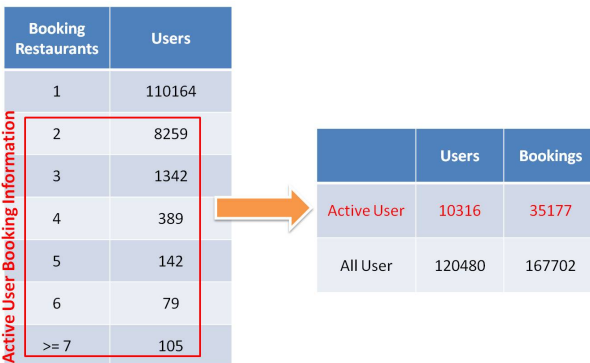 Booking
Restaurants
Users
1 110164
2 8259
3 1342
4 389
5 142
6 79
>= 7 105
Active User Booking Information
Users Bookings
Active User 10316 35177
All User 120480 167702